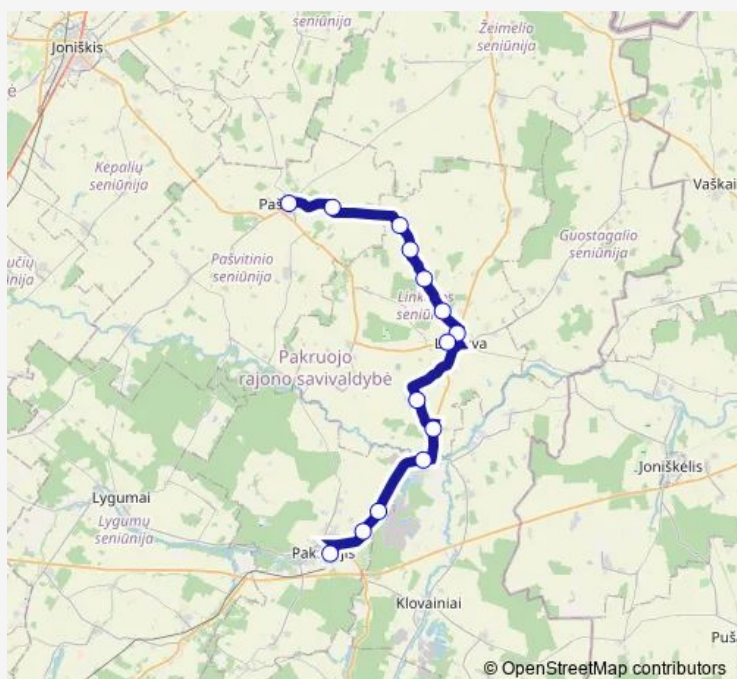 Joniškis
Žeimelio
seniūnija
Kepalių
seniūnija
Vaškai
Guostagalio
seniūnija
Pašvitinio
seniūnija
seniūnija
Pakruojo
rajono savivaldybė
Joniškėlis
Lygumai
Lygumų
seniūnija
Klovainiai
© OpenStreetMap contributors